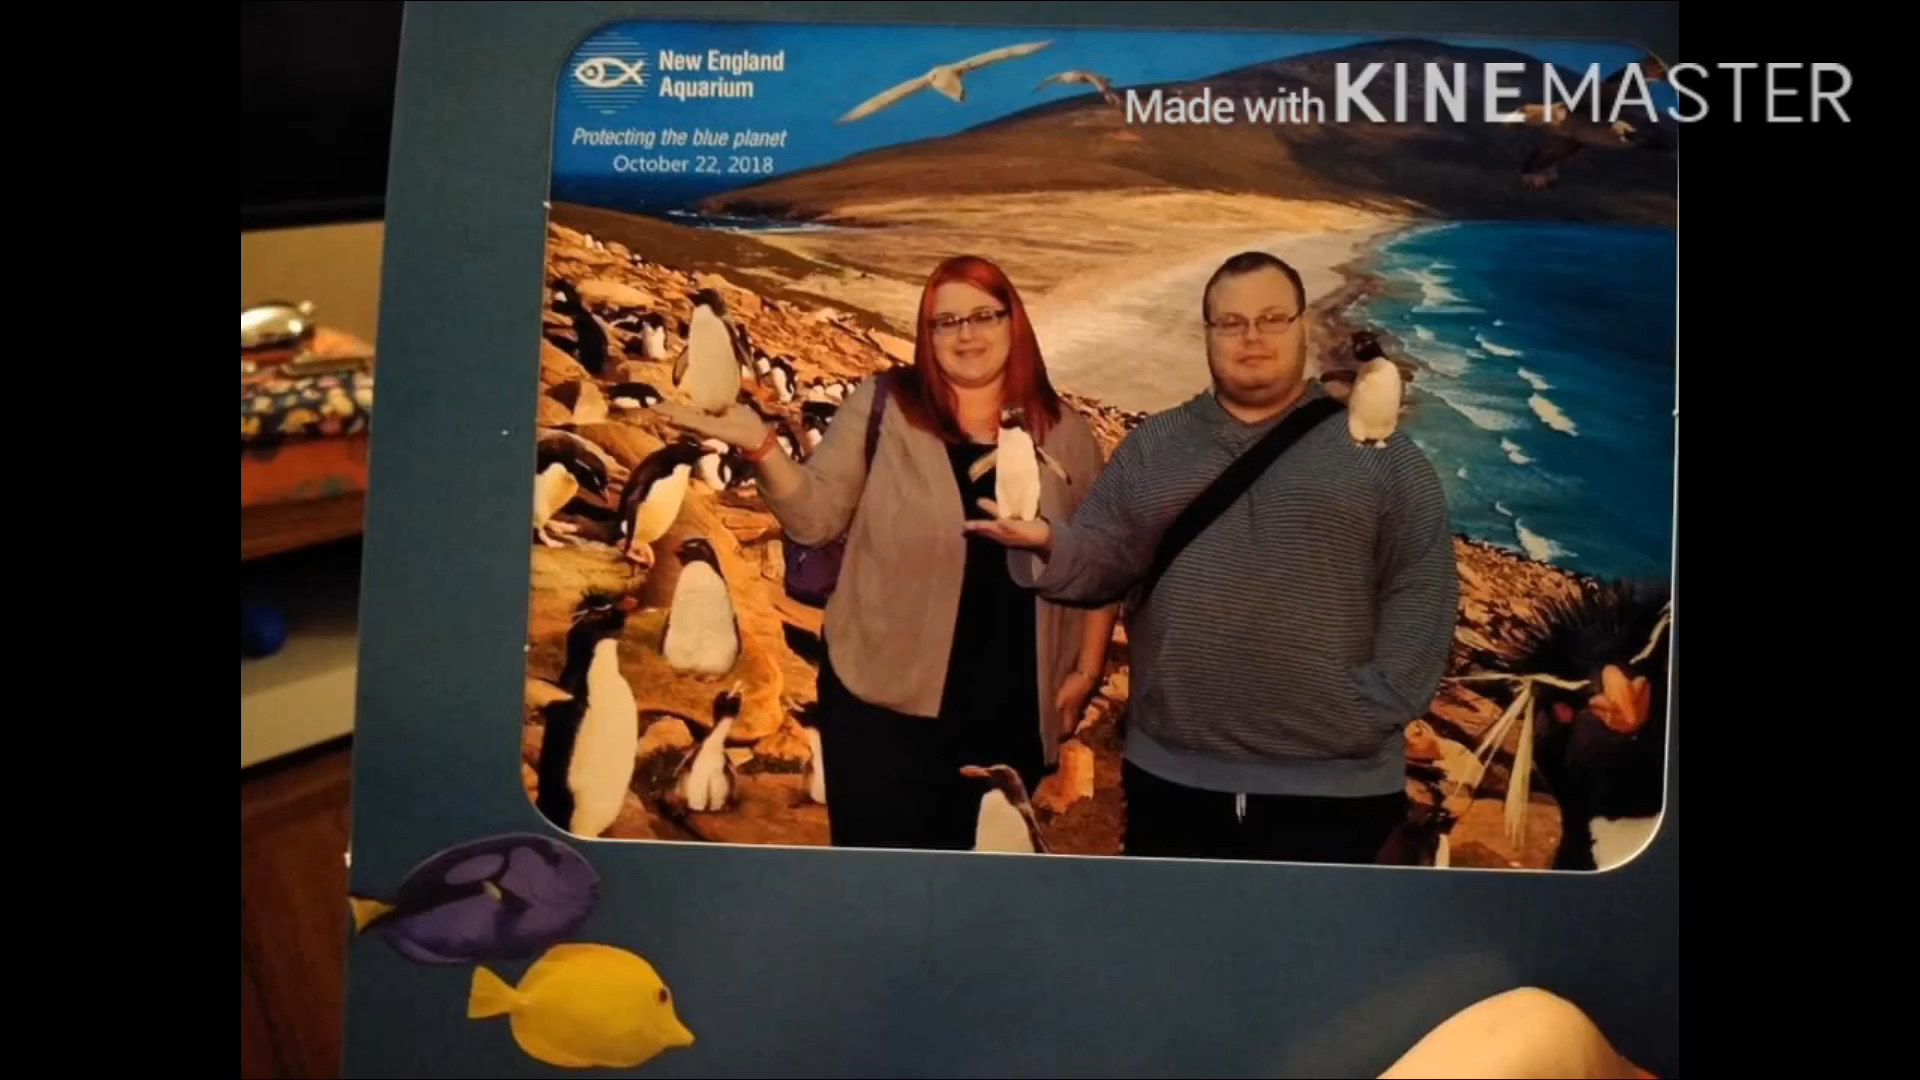 New England
Aquarium
Protecting the blue planet
October 22, 2018
Made with KINEMASTER